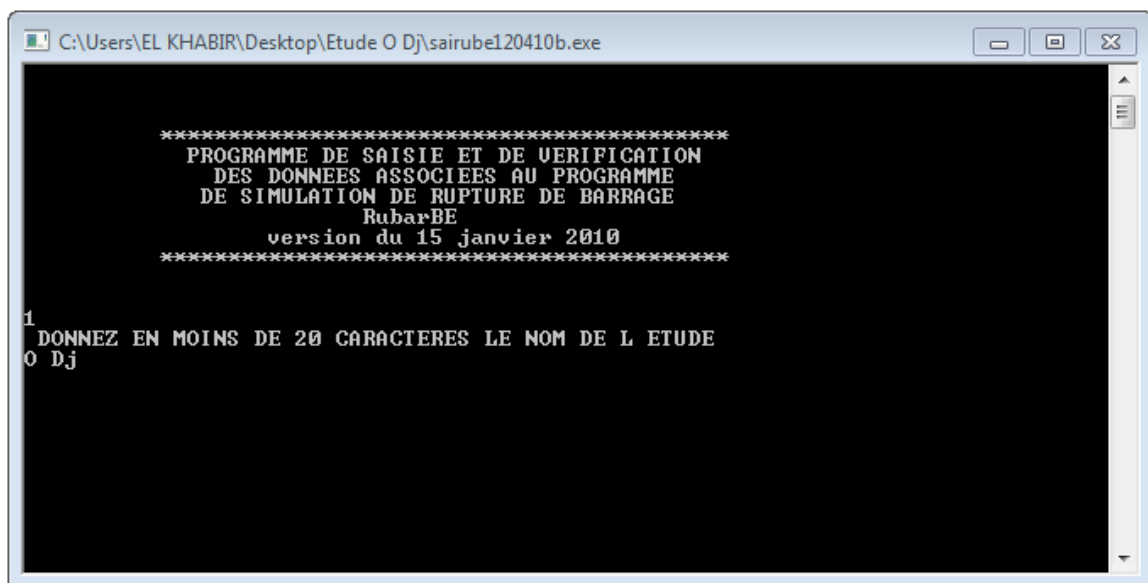 C:\Users\EL KHABIR\Desktop\Etude O Dj\sairube120410b.exe
*******************************************
PROGRAMME DE SAISIE ET DE VERIFICATION
DES DONNEES ASSOCIEES AU PROGRAMME
DE SIMULATION DE RUPTURE DE BARRAGE
RubarBE
version du 15 janvier 2010
*******************************************
1
DONNEZ EN MOINS DE 20 CARACTERES LE NOM DE L ETUDE
O Dj